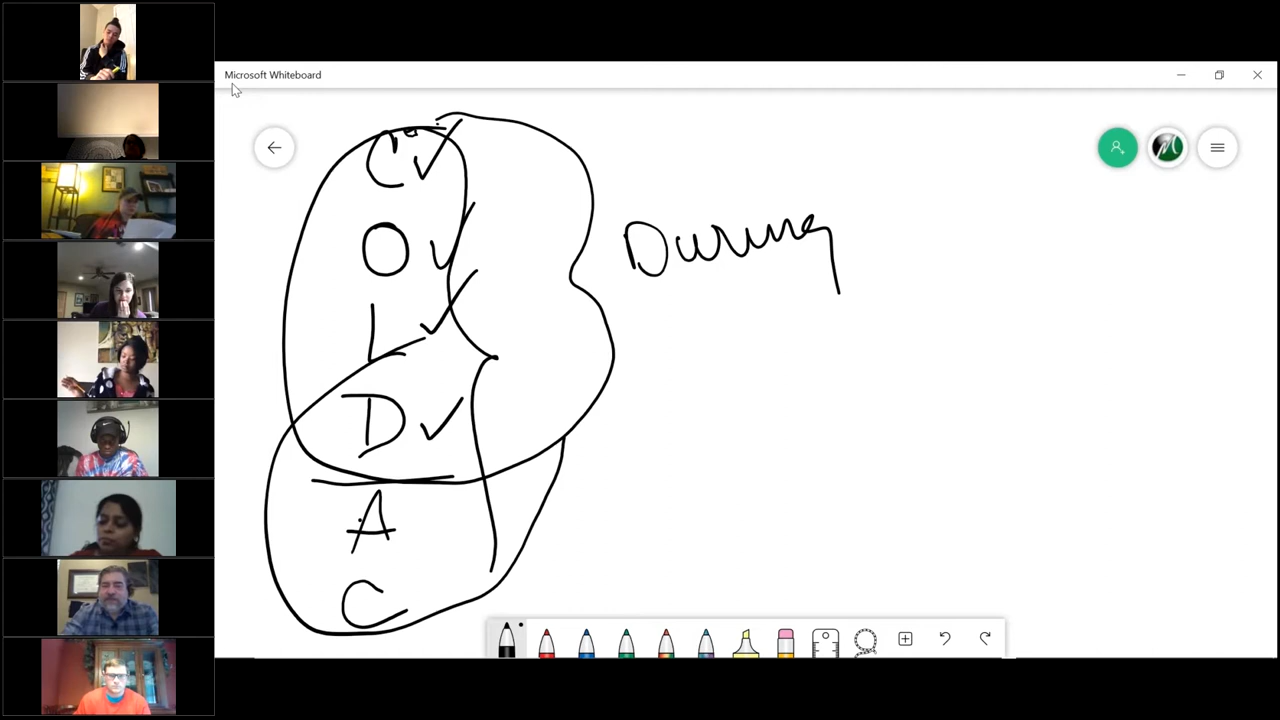 Microsoft Whiteboard
C ✓
O ✓
During
L ✓
D ✓
A
C